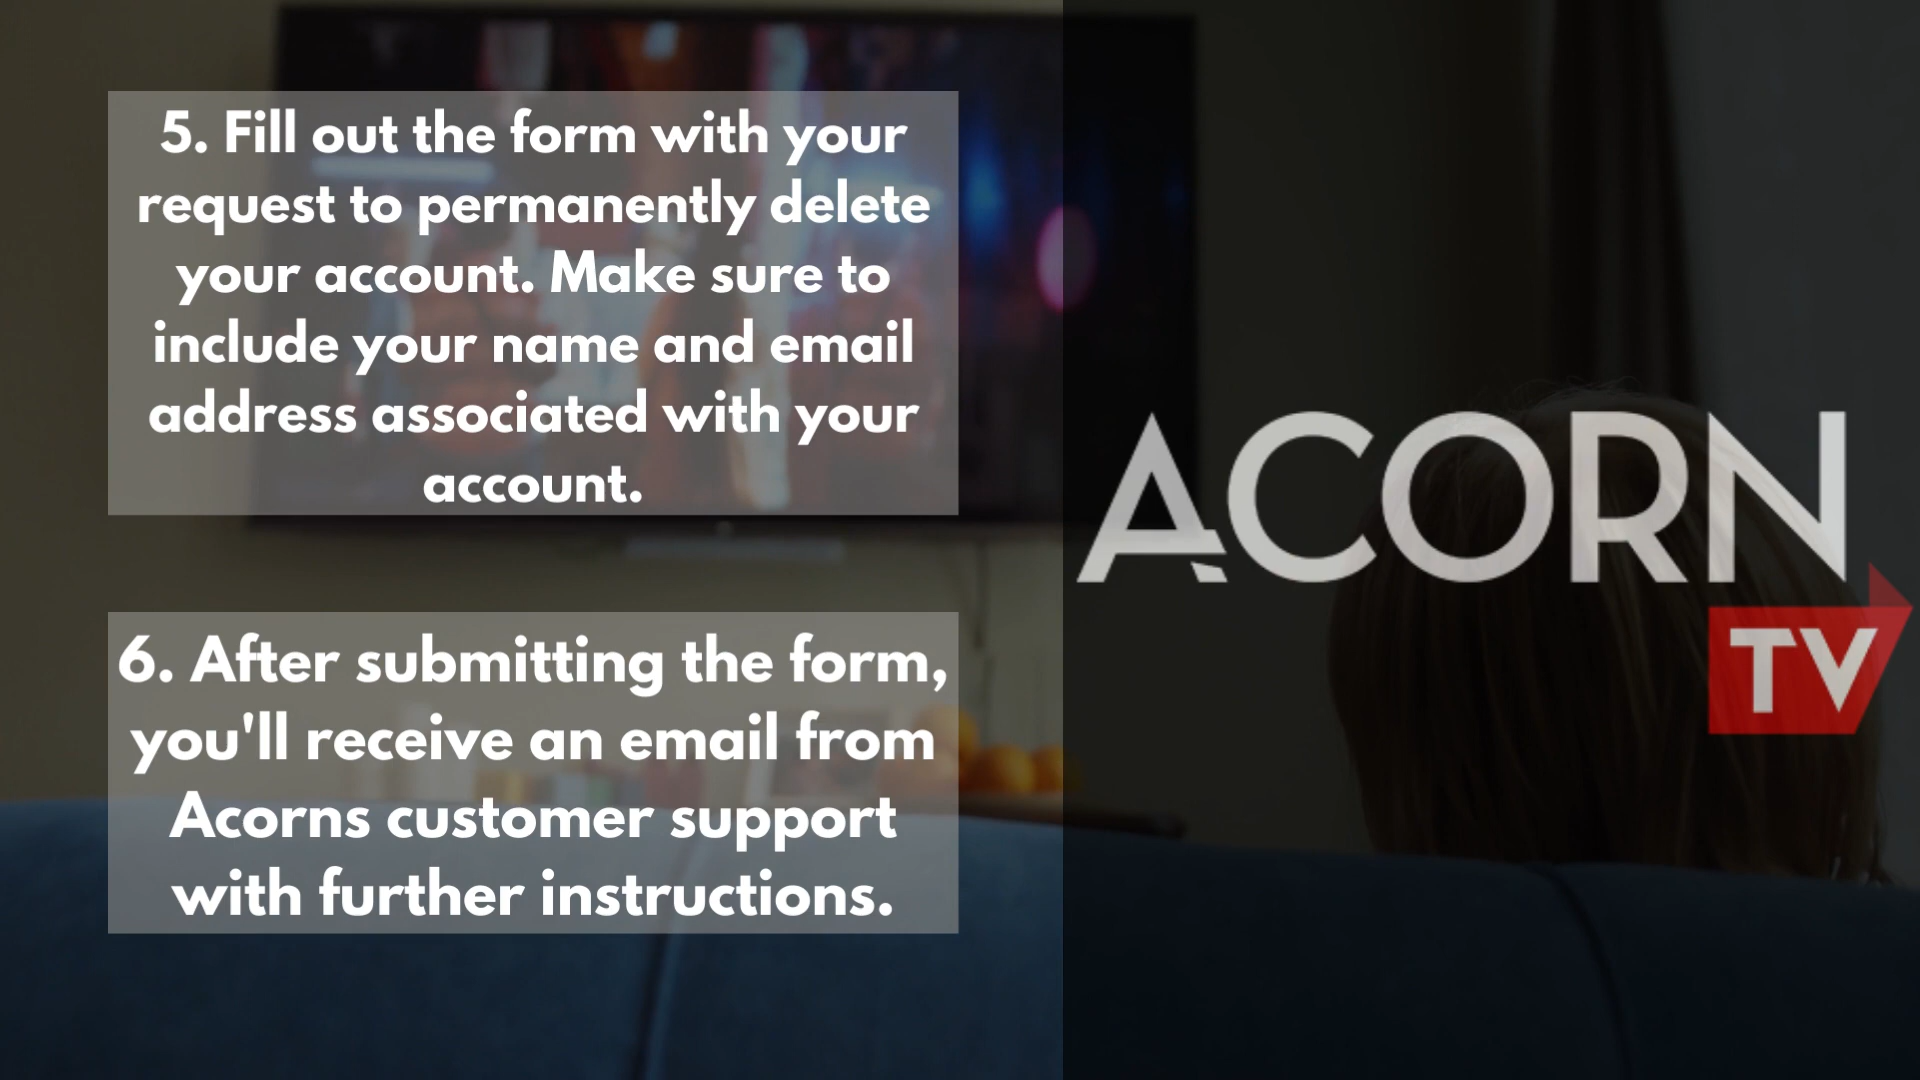 5. Fill out the form with your
request to permanently delete
your account. Make sure to
include your name and email
address associated with your
account.
6. After submitting the form,
you'll receive an email from
Acorns customer support
with further instructions.
ACORN
TV